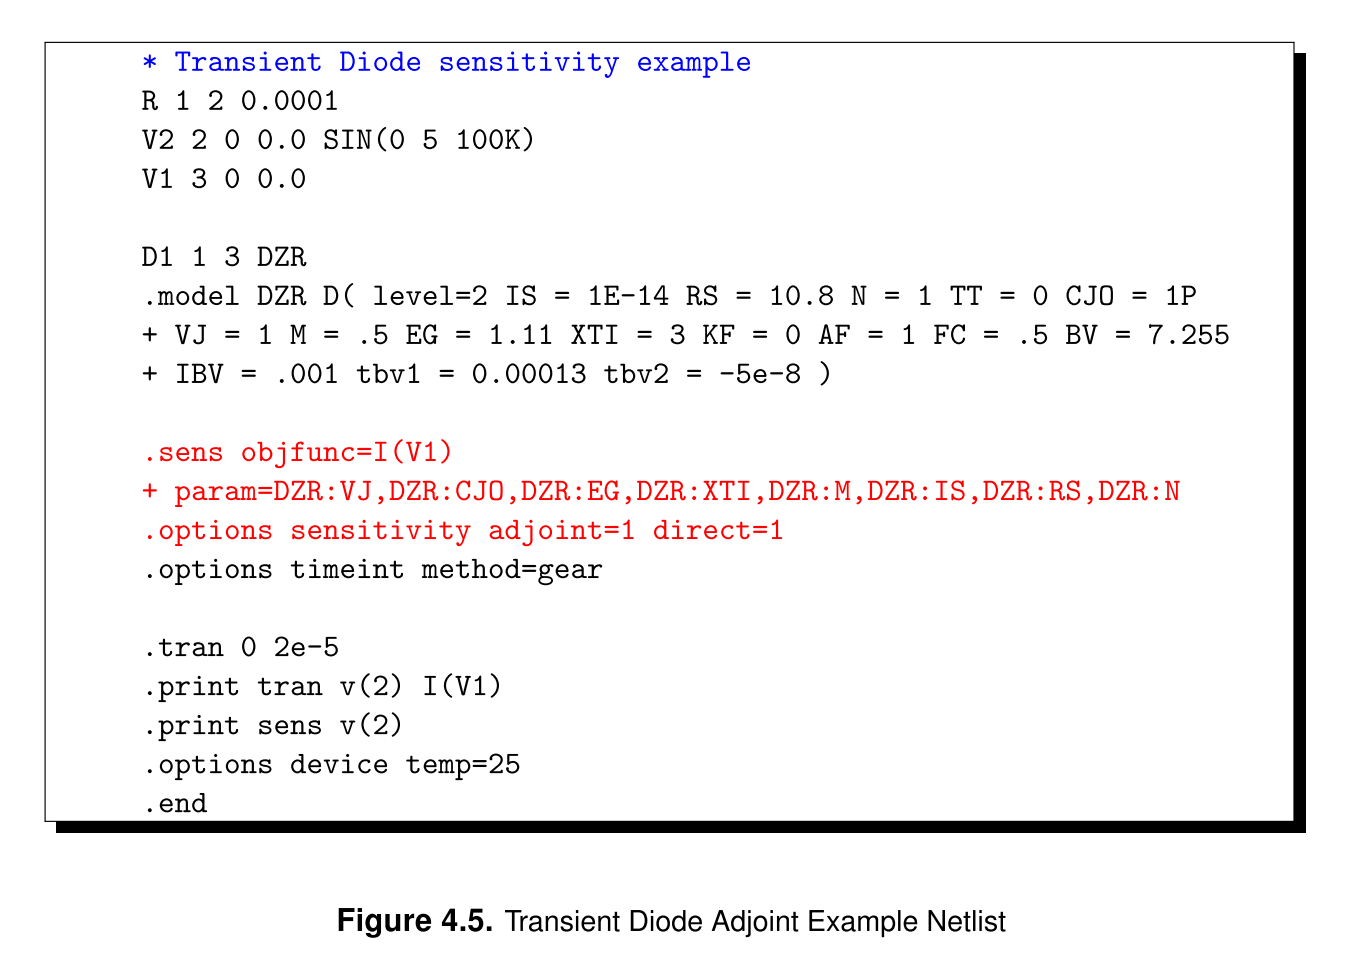 * Transient Diode sensitivity example
R 1 2 0.0001
V2 2 0 0.0 SIN(0 5 100K)
V1 3 0 0.0
D1 1 3 DZR
.model DZR D( level=2 IS = 1E-14 RS = 10.8 N = 1 TT = 0 CJO = 1P
+ VJ = 1 M = .5 EG = 1.11 XTI = 3 KF = 0 AF = 1 FC = .5 BV = 7.255
+ IBV = .001 tbv1 = 0.00013 tbv2 = -5e-8 )
.sens objfunc=I(V1)
+ param=DZR:VJ,DZR:CJO,DZR:EG,DZR:XTI,DZR:M,DZR:IS,DZR:RS,DZR:N
.options sensitivity adjoint=1 direct=1
.options timeint method=gear
.tran 0 2e-5
.print tran v(2) I(V1)
.print sens v(2)
.options device temp=25
.end
Figure 4.5. Transient Diode Adjoint Example Netlist